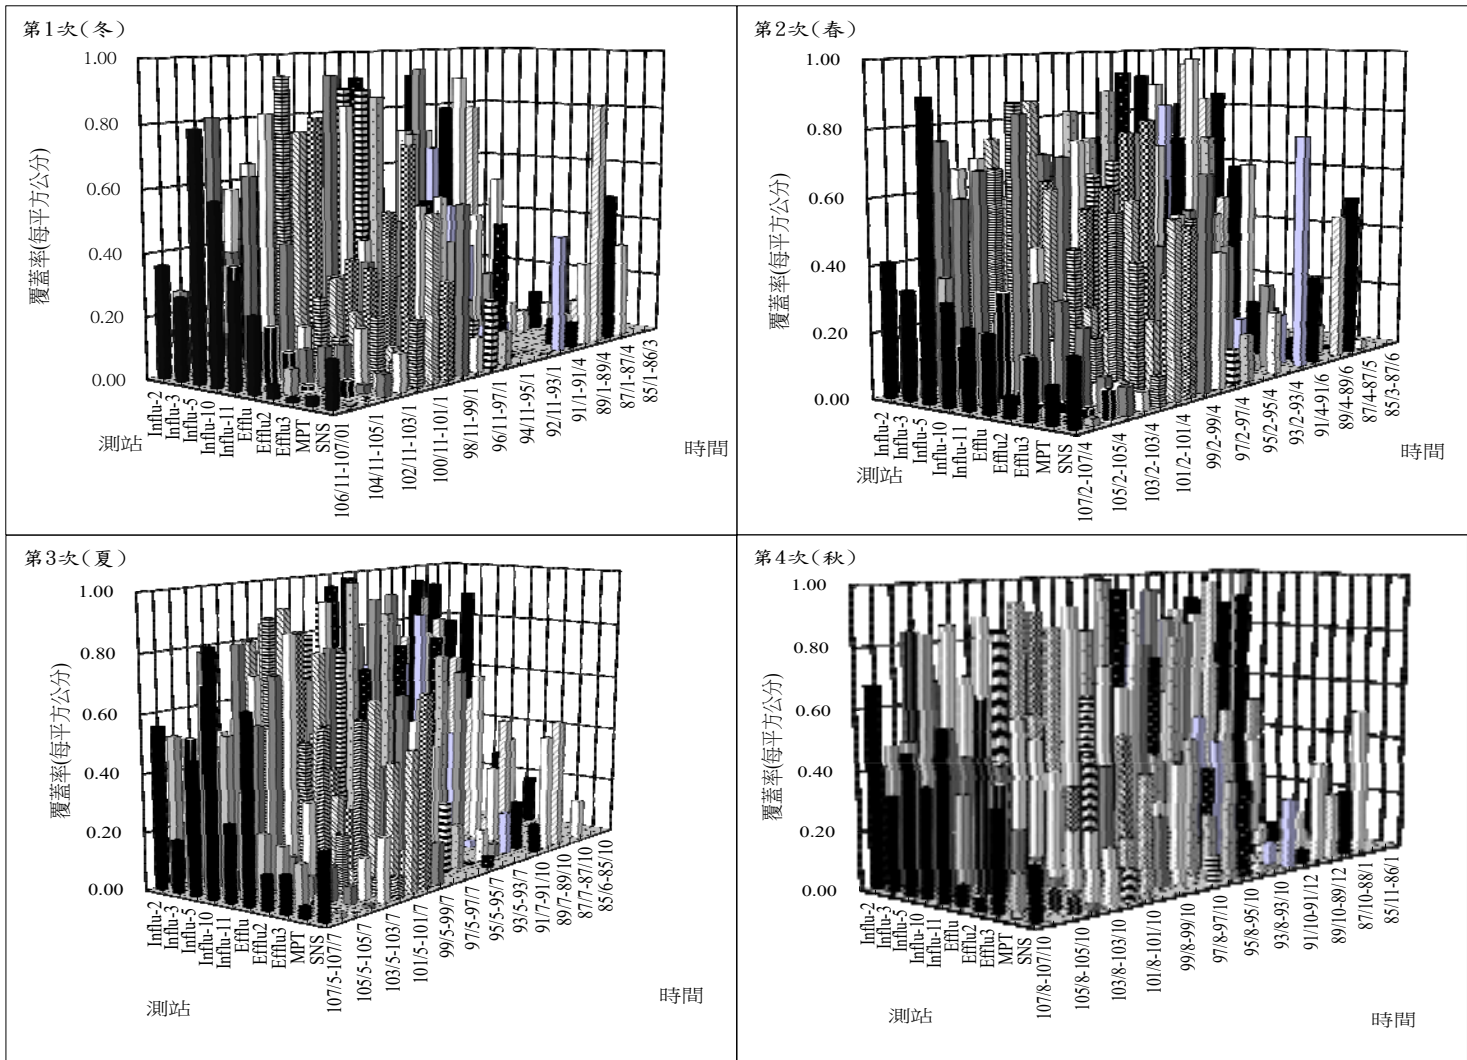 第1次(冬)
1.00
0.80
0.60
0.40
0.20
0.00
覆蓋率(每平方公分)
測站
Influ-2
Influ-3
Influ-5
Influ-10
Influ-11
Efflu
Efflu2
Efflu3
MPT
SNS
106/11-107/01
104/11-105/1
102/11-103/1
100/11-101/1
98/11-99/1
96/11-97/1
94/11-95/1
92/11-93/1
91/1-91/4
89/1-89/4
87/1-87/4
85/1-86/3
時間
第2次(春)
1.00
0.80
0.60
0.40
0.20
0.00
覆蓋率(每平方公分)
測站
Influ-2
Influ-3
Influ-5
Influ-10
Influ-11
Efflu
Efflu2
Efflu3
MPT
SNS
107/2-107/4
105/2-105/4
103/2-103/4
101/2-101/4
99/2-99/4
97/2-97/4
95/2-95/4
93/2-93/4
91/4-91/6
89/4-89/6
87/4-87/5
85/3-87/6
時間
第3次(夏)
1.00
0.80
0.60
0.40
0.20
0.00
覆蓋率(每平方公分)
測站
Influ-2
Influ-3
Influ-5
Influ-10
Influ-11
Efflu
Efflu2
Efflu3
MPT
SNS
107/5-107/7
105/5-105/7
103/5-103/7
101/5-101/7
99/5-99/7
97/5-97/7
95/5-95/7
93/5-93/7
91/7-91/10
89/7-89/10
87/7-87/10
85/6-85/10
時間
第4次(秋)
1.00
0.80
0.60
0.40
0.20
0.00
覆蓋率(每平方公分)
測站
Influ-2
Influ-3
Influ-5
Influ-10
Influ-11
Efflu
Efflu2
Efflu3
MPT
SNS
107/8-107/10
105/8-105/10
103/8-103/10
101/8-101/10
99/8-99/10
97/8-97/10
95/8-95/10
93/8-93/10
91/10-91/12
89/10-89/12
87/10-88/1
85/11-86/1
時間